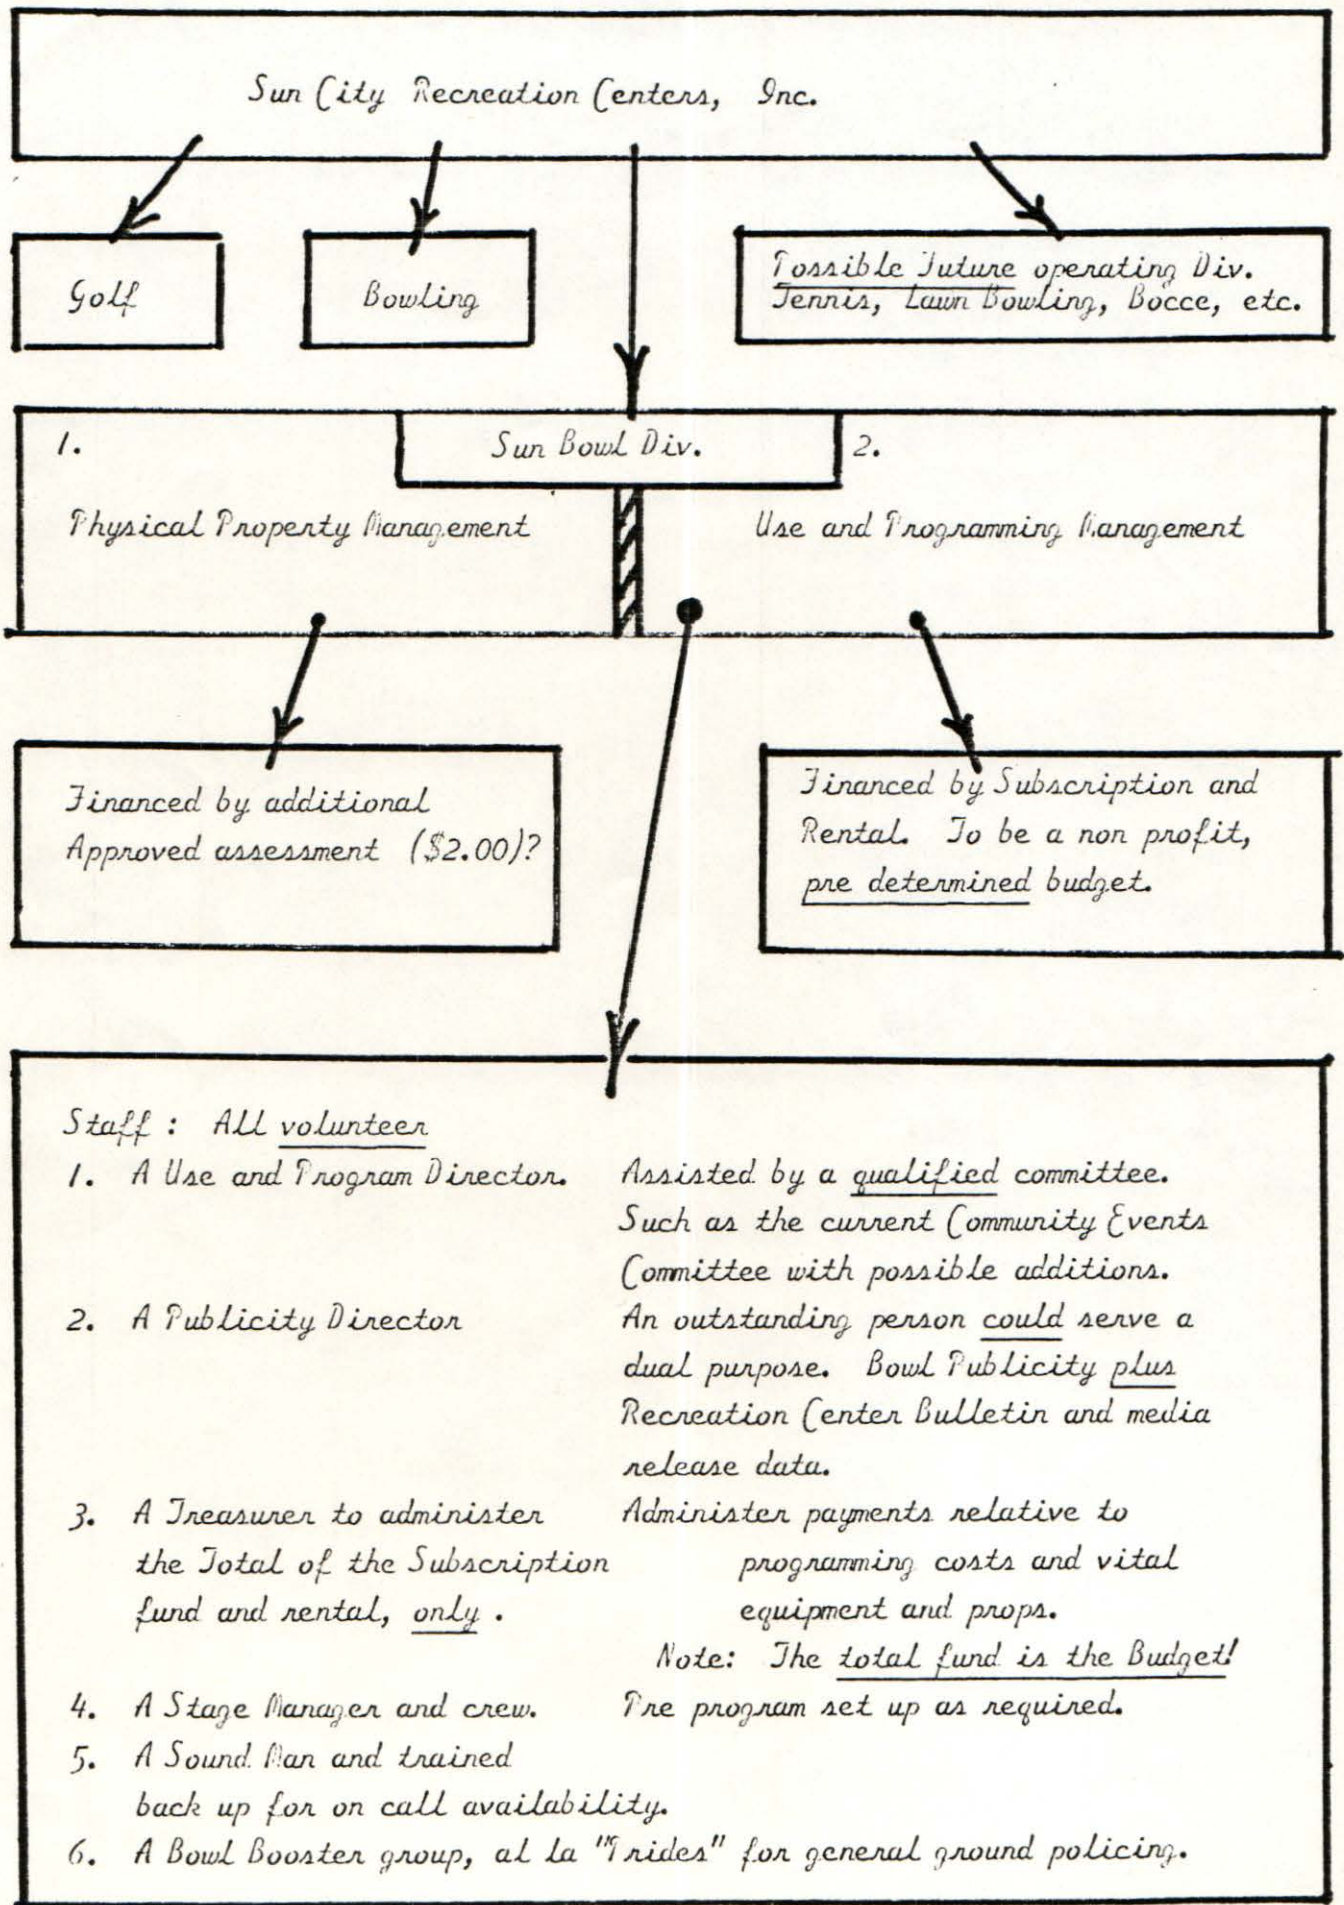 Sun City Recreation Centers, Inc.
Golf
Bowling
Possible Future operating Div.
Tennis, Lawn Bowling, Bocce, etc.
1.
Sun Bowl Div.
2.
Physical Property Management
Use and Programming Management
Financed by additional
Approved assessment ($2.00)?
Financed by Subscription and
Rental. To be a non profit,
pre determined budget.
Staff: All volunteer
1. A Use and Program Director. Assisted by a qualified committee.
Such as the current Community Events
Committee with possible additions.
2. A Publicity Director An outstanding person could serve a
dual purpose. Bowl Publicity plus
Recreation Center Bulletin and media
release data.
3. A Treasurer to administer Administer payments relative to
the Total of the Subscription programming costs and vital
fund and rental, only. equipment and props.
Note: The total fund is the Budget!
4. A Stage Manager and crew. Pre program set up as required.
5. A Sound Man and trained
back up for on call availability.
6. A Bowl Booster group, al la "Prides" for general ground policing.